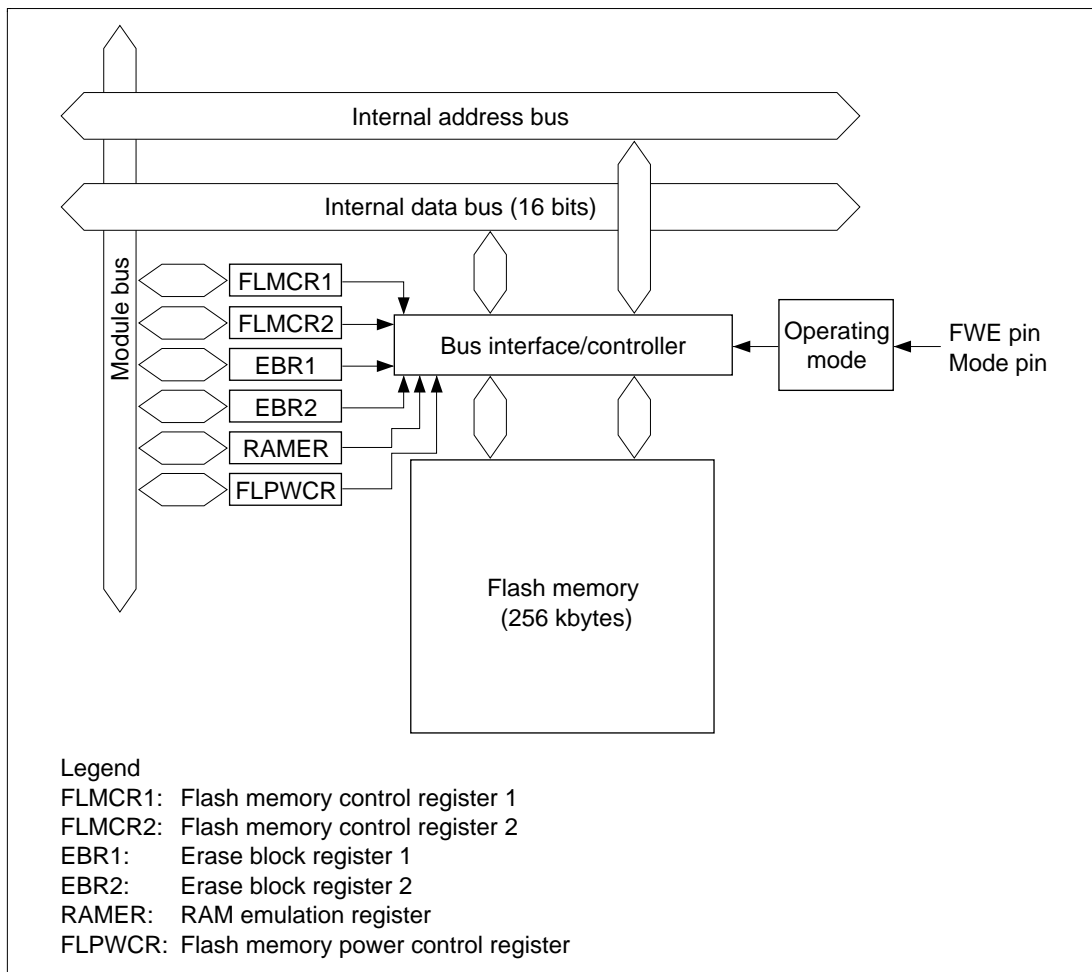 Internal address bus
Internal data bus (16 bits)
Module bus
FLMCR1
FLMCR2
EBR1
EBR2
RAMER
FLPWCR
Bus interface/controller
Operating
mode
FWE pin
Mode pin
Flash memory
(256 kbytes)
Legend
FLMCR1: Flash memory control register 1
FLMCR2: Flash memory control register 2
EBR1: Erase block register 1
EBR2: Erase block register 2
RAMER: RAM emulation register
FLPWCR: Flash memory power control register